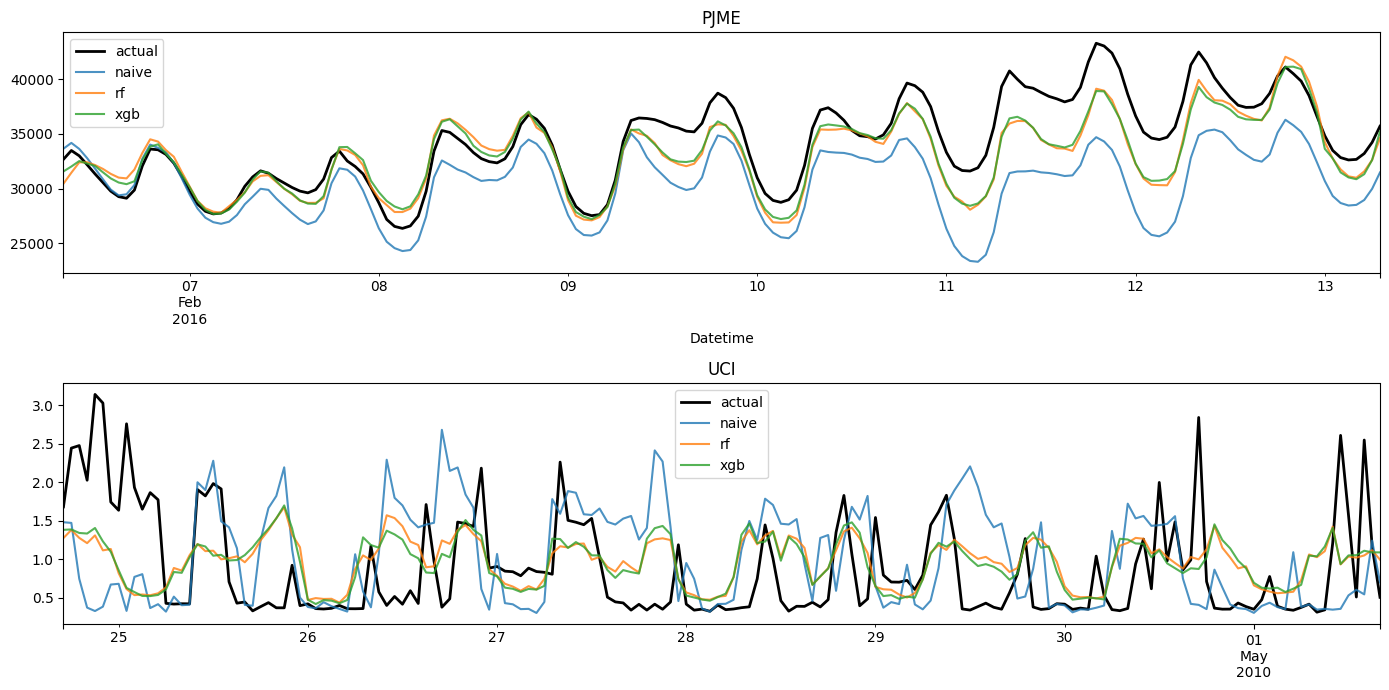 PJME
actual
naive
rf
xgb
40000
35000
30000
25000
07 08 09 10 11 12 13
Feb
2016
Datetime
UCI
actual
naive
rf
xgb
3.0
2.5
2.0
1.5
1.0
0.5
25 26 27 28 29 30 01
May
2010